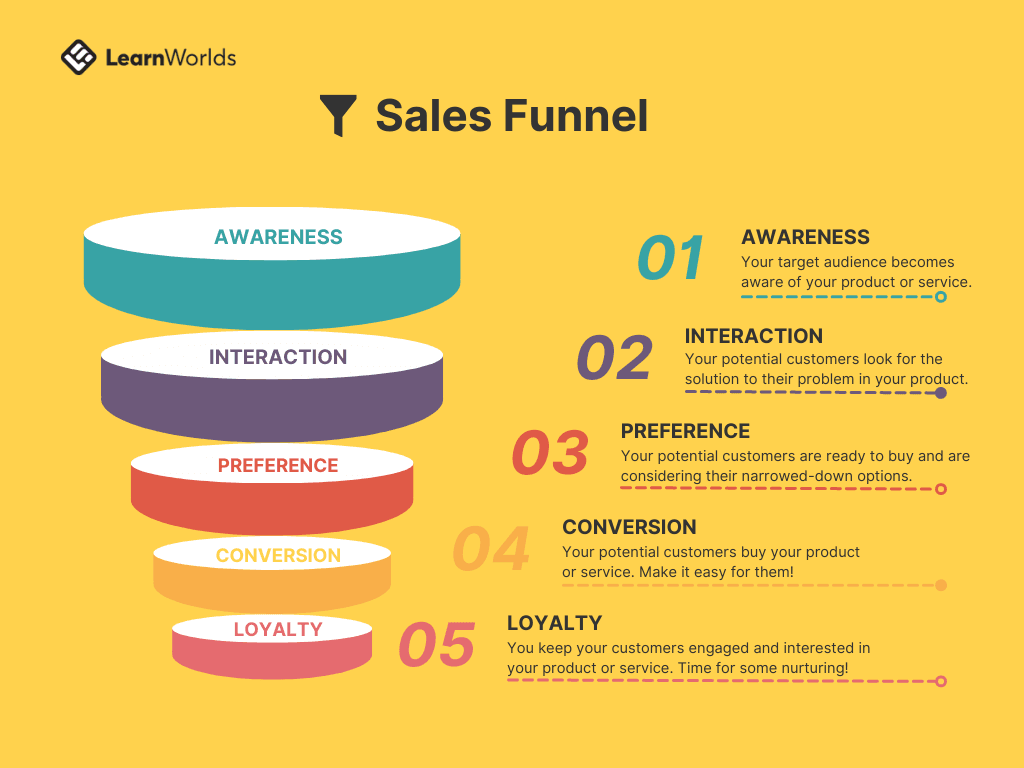 LearnWorlds
Sales Funnel
AWARENESS
INTERACTION
PREFERENCE
CONVERSION
LOYALTY
01
AWARENESS
Your target audience becomes
aware of your product or service.
02
INTERACTION
Your potential customers look for the
solution to their problem in your product.
03
PREFERENCE
Your potential customers are ready to buy and are
considering their narrowed-down options.
04
CONVERSION
Your potential customers buy your product
or service. Make it easy for them!
05
LOYALTY
You keep your customers engaged and interested in
your product or service. Time for some nurturing!